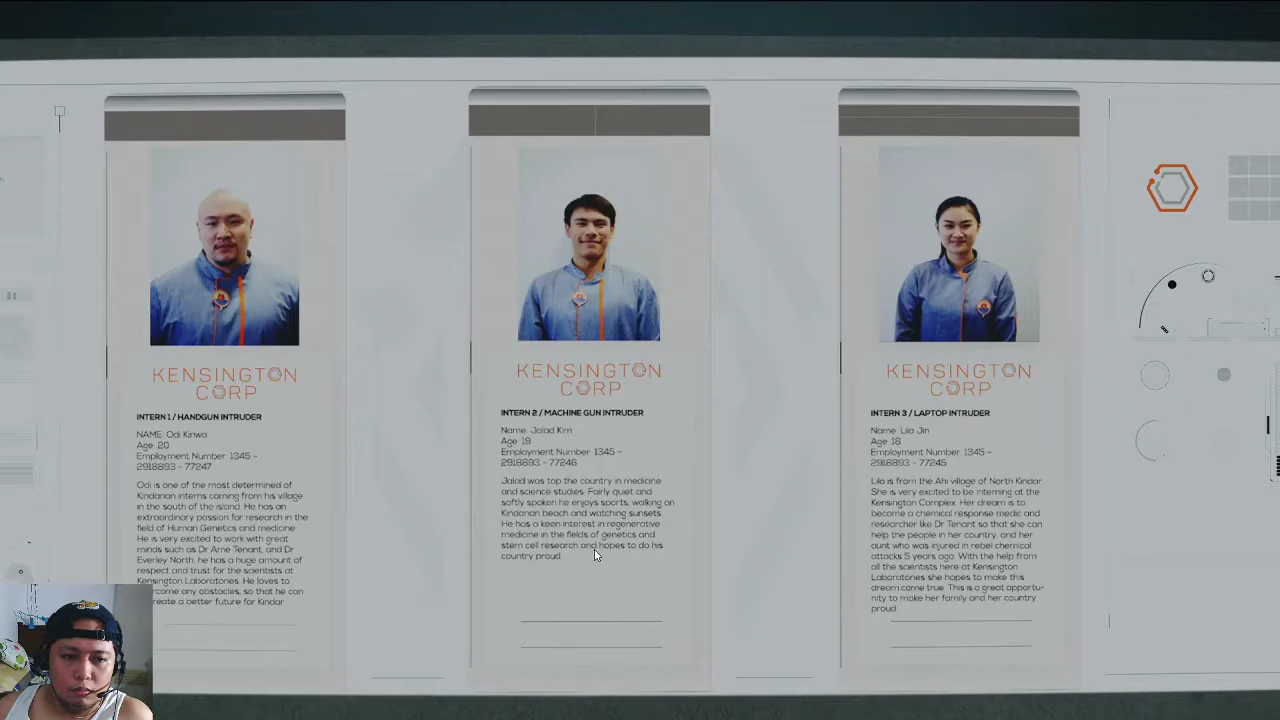 KENSINGTON
CORP
INTERN 1 / HANDGUN INTRUDER
NAME: Odi Kinwa
Age: 20
Employment Number: 1345 -
2918893 - 77247
Odi is one of the most determined of
Kindarian interns coming from his village
in the south of the island. He has an
extraordinary passion for research in the
field of Human Genetics and medicine.
He is very excited to work with great
minds such as Dr Arne Tenant, and Dr
Everley North, he has a huge amount of
respect and trust for the scientists at
Kensington Laboratories. He loves to
come any obstacles, so that he can
reate a better future for Kindar
KENSINGTON
CORP
INTERN 2 / MACHINE GUN INTRUDER
Name: Jalad Kim
Age: 19
Employment Number: 1345 -
2918893 - 77246
Jalad was top the country in medicine
and science studies. Fairly quiet and
softly spoken he enjoys sports, walking on
Kindarian beach and watching sunsets.
He has a keen interest in regenerative
medicine in the fields of genetics and
stem cell research and hopes to do his
country proud.
KENSINGTON
CORP
INTERN 3 / LAPTOP INTRUDER
Name: Lila Jin
Age: 18
Employment Number: 1345 -
2918893 - 77245
Lila is from the Ahi village of North Kindar.
She is very excited to be interning at the
Kensington Complex. Her dream is to
become a chemical response medic and
researcher like Dr Tenant so that she can
help the people in her country, and her
aunt who was injured in rebel chemical
attacks 5 years ago. With the help from
all the scientists here at Kensington
Laboratories she hopes to make this
dream come true. This is a great opportu-
nity to make her family and her country
proud.